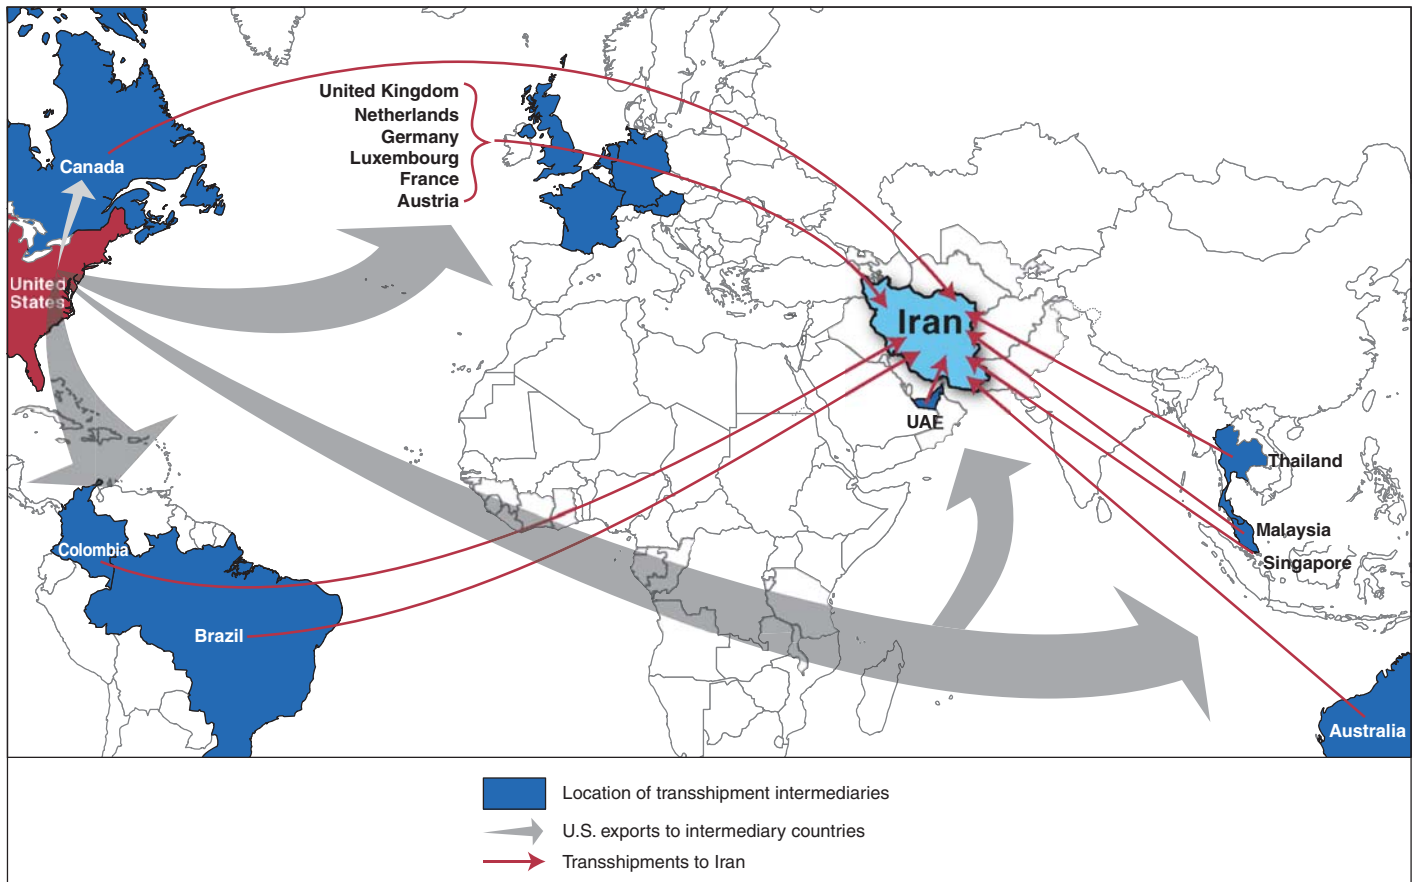 United Kingdom
Netherlands
Germany
Luxembourg
France
Austria
Canada
United
States
Iran
UAE
Thailand
Malaysia
Singapore
Colombia
Brazil
Australia
Location of transshipment intermediaries
U.S. exports to intermediary countries
Transshipments to Iran